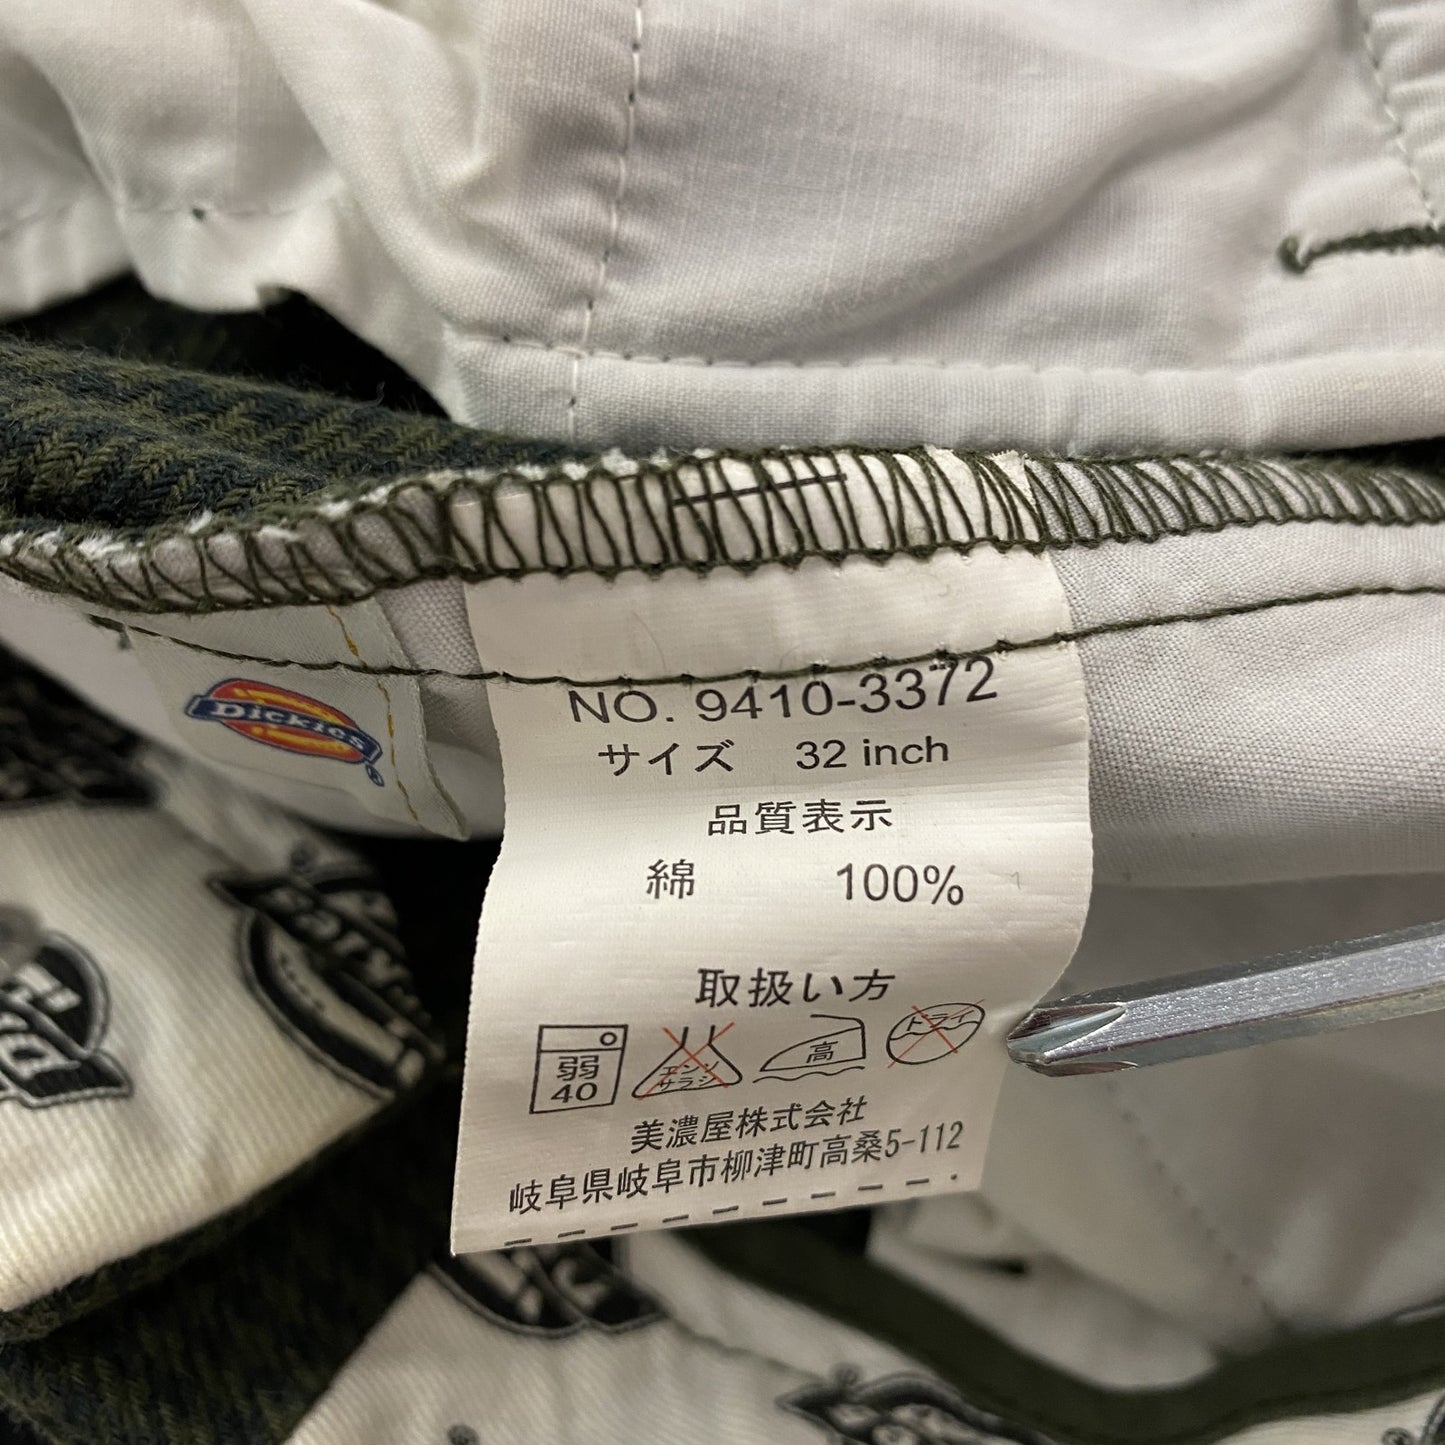 Dickies
NO. 9410-3372
サイズ 32 inch
品質表示
綿 100%
取扱い方
弱
40
エンソ
サラシ
高
ドライ
美濃屋株式会社
岐阜県岐阜市柳津町高桑5-112